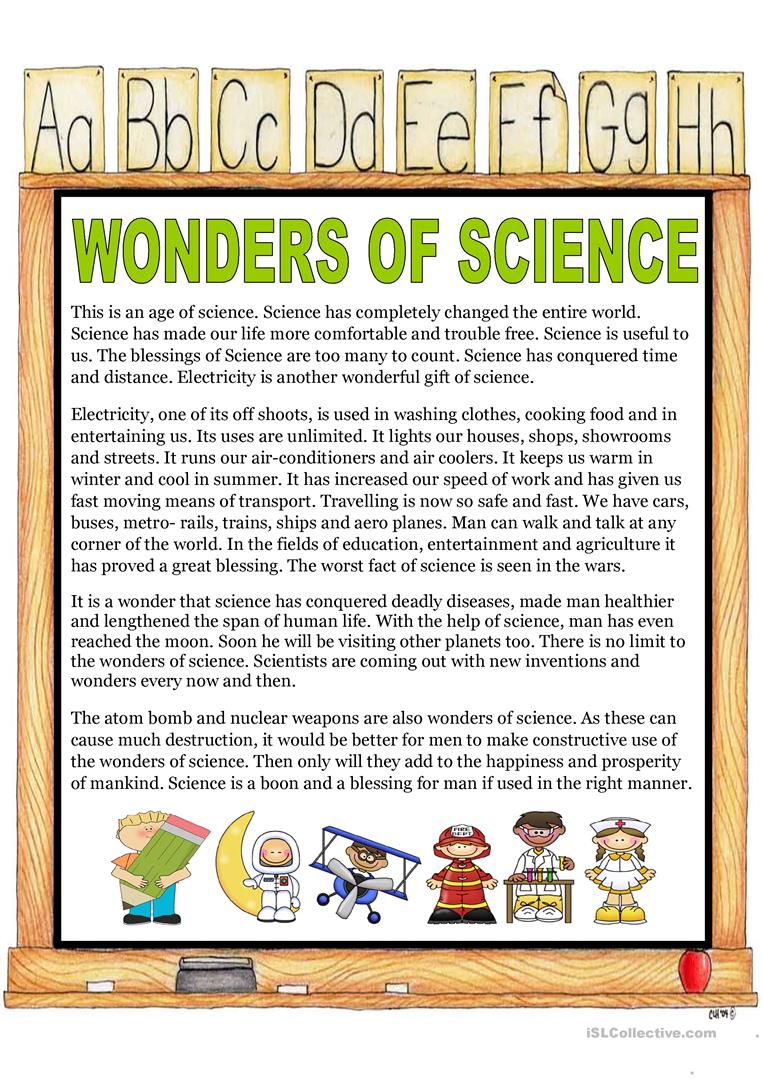 Aa Bb Cc Dd Ee Ff Gg Hh
WONDERS OF SCIENCE
This is an age of science. Science has completely changed the entire world.
Science has made our life more comfortable and trouble free. Science is useful to
us. The blessings of Science are too many to count. Science has conquered time
and distance. Electricity is another wonderful gift of science.
Electricity, one of its off shoots, is used in washing clothes, cooking food and in
entertaining us. Its uses are unlimited. It lights our houses, shops, showrooms
and streets. It runs our air-conditioners and air coolers. It keeps us warm in
winter and cool in summer. It has increased our speed of work and has given us
fast moving means of transport. Travelling is now so safe and fast. We have cars,
buses, metro- rails, trains, ships and aero planes. Man can walk and talk at any
corner of the world. In the fields of education, entertainment and agriculture it
has proved a great blessing. The worst fact of science is seen in the wars.
It is a wonder that science has conquered deadly diseases, made man healthier
and lengthened the span of human life. With the help of science, man has even
reached the moon. Soon he will be visiting other planets too. There is no limit to
the wonders of science. Scientists are coming out with new inventions and
wonders every now and then.
The atom bomb and nuclear weapons are also wonders of science. As these can
cause much destruction, it would be better for men to make constructive use of
the wonders of science. Then only will they add to the happiness and prosperity
of mankind. Science is a boon and a blessing for man if used in the right manner.
FIRE
DEPT
iSLCollective.com